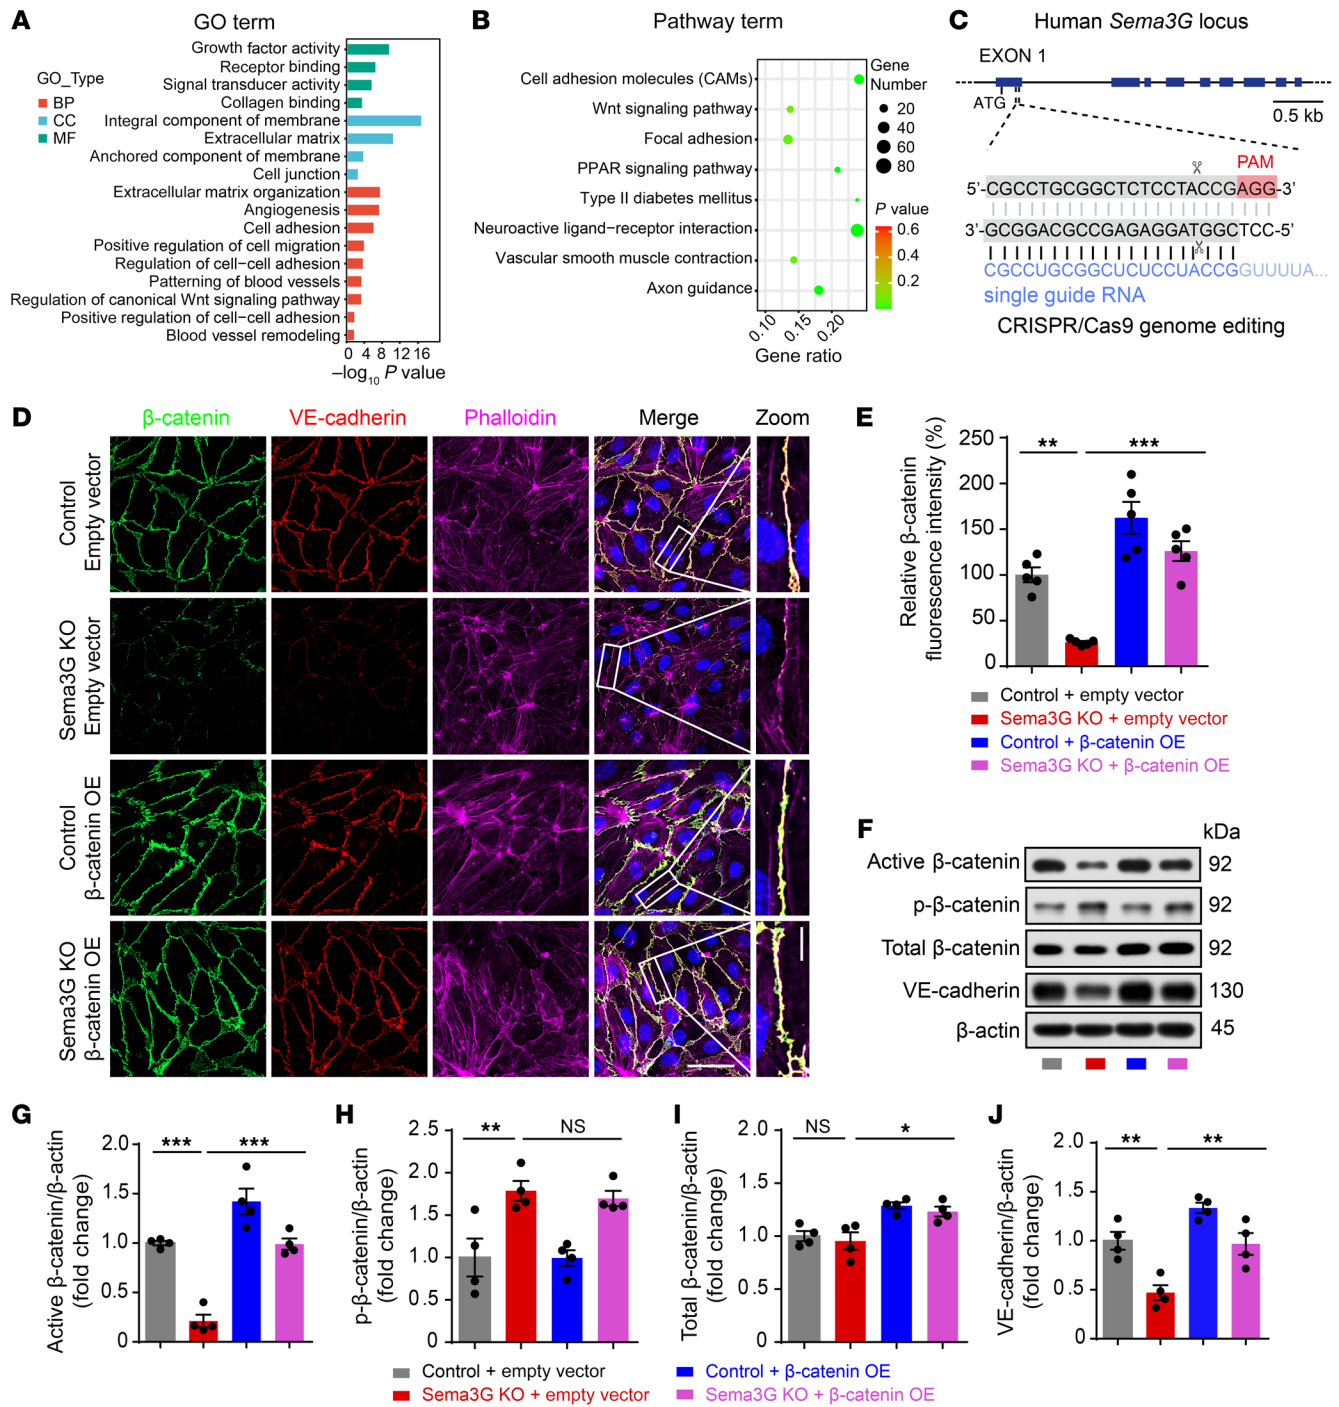 A
GO term
GO_Type
BP
CC
MF
Growth factor activity
Receptor binding
Signal transducer activity
Collagen binding
Integral component of membrane
Extracellular matrix
Anchored component of membrane
Cell junction
Extracellular matrix organization
Angiogenesis
Cell adhesion
Positive regulation of cell migration
Regulation of cell−cell adhesion
Patterning of blood vessels
Regulation of canonical Wnt signaling pathway
Positive regulation of cell−cell adhesion
Blood vessel remodeling
0 4 8 12 16
−log10 P value
B
Pathway term
Cell adhesion molecules (CAMs)
Wnt signaling pathway
Focal adhesion
PPAR signaling pathway
Type II diabetes mellitus
Neuroactive ligand−receptor interaction
Vascular smooth muscle contraction
Axon guidance
0.10 0.15 0.20
Gene ratio
Gene
Number
20
40
60
80
P value
0.6
0.4
0.2
C
Human Sema3G locus
EXON 1
ATG
0.5 kb
PAM
5'-CGCCTGCGGCTCTCCTACCGAGG-3'
3'-GCGGACGCCGAGAGGATGGCTCC-5'
CGCCUGCGGCUCUCCUACCGGUUUUA...
single guide RNA
CRISPR/Cas9 genome editing
D
β-catenin VE-cadherin Phalloidin Merge Zoom
Control
Empty vector
Sema3G KO
Empty vector
Control
β-catenin OE
Sema3G KO
β-catenin OE
E
Relative β-catenin
fluorescence intensity (%)
250
200
150
100
50
0
** ***
Control + empty vector
Sema3G KO + empty vector
Control + β-catenin OE
Sema3G KO + β-catenin OE
F
kDa
Active β-catenin 92
p-β-catenin 92
Total β-catenin 92
VE-cadherin 130
β-actin 45
G
Active β-catenin/β-actin
(fold change)
2.0
1.5
1.0
0.5
0
*** ***
H
p-β-catenin/β-actin
(fold change)
2.5
2.0
1.5
1.0
0.5
0
** NS
I
Total β-catenin/β-actin
(fold change)
2.0
1.5
1.0
0.5
0
NS *
J
VE-cadherin/β-actin
(fold change)
2.0
1.5
1.0
0.5
0
** **
Control + empty vector
Sema3G KO + empty vector
Control + β-catenin OE
Sema3G KO + β-catenin OE